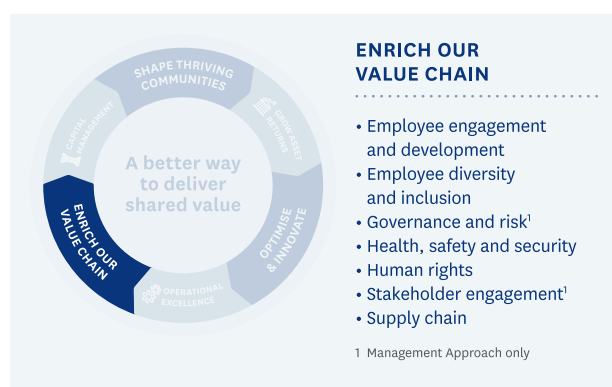 SHAPE THRIVING
COMMUNITIES
GROW ASSET
RETURNS
OPTIMISE
& INNOVATE
OPERATIONAL
EXCELLENCE
ENRICH OUR
VALUE CHAIN
CAPITAL
MANAGEMENT
A better way
to deliver
shared value
ENRICH OUR
VALUE CHAIN
• Employee engagement
and development
• Employee diversity
and inclusion
• Governance and risk¹
• Health, safety and security
• Human rights
• Stakeholder engagement¹
• Supply chain
1 Management Approach only